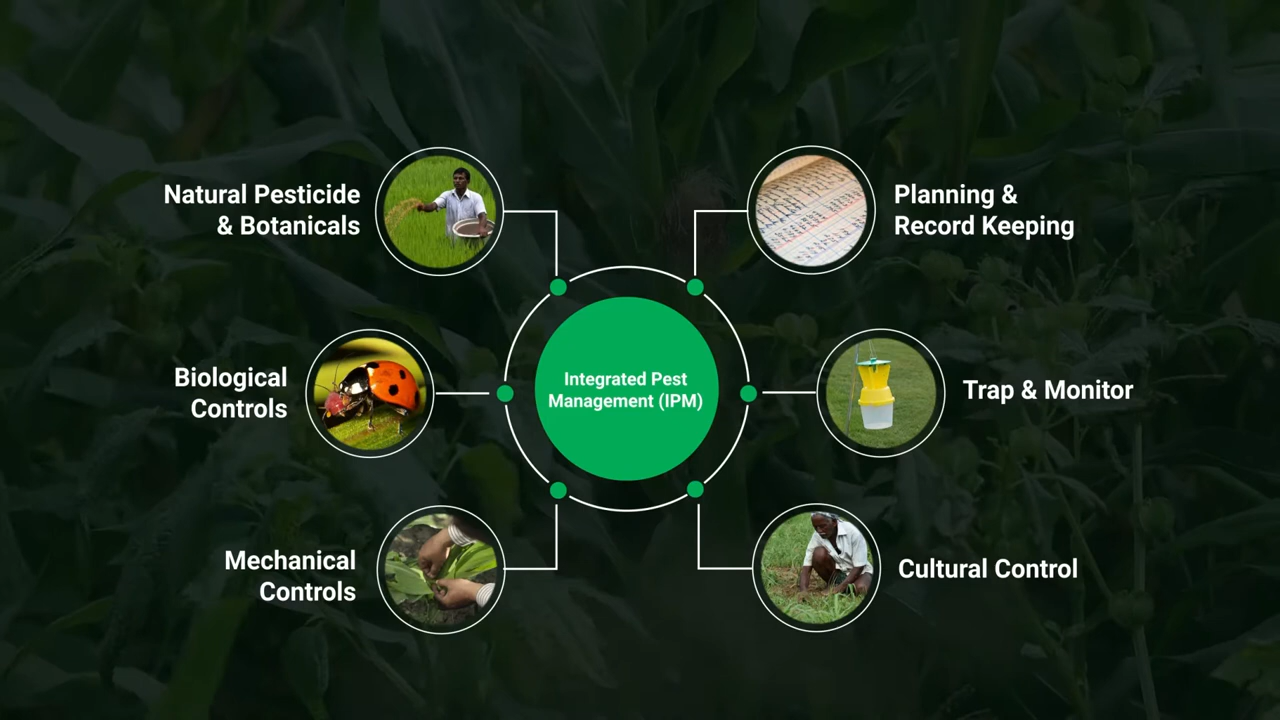 Natural Pesticide
& Botanicals
Planning &
Record Keeping
Biological
Controls
Integrated Pest
Management (IPM)
Trap & Monitor
Mechanical
Controls
Cultural Control